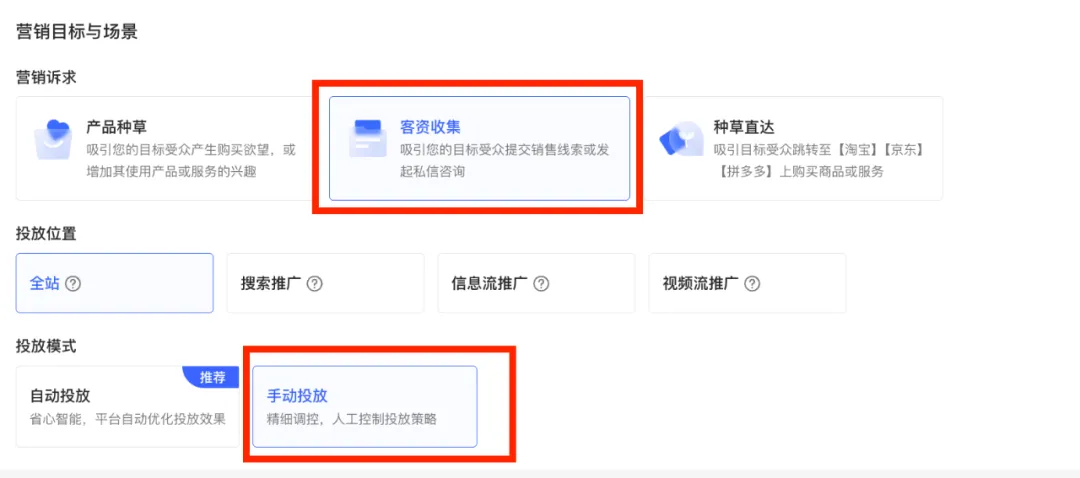 营销目标与场景
营销诉求
产品种草
吸引您的目标受众产生购买欲望，或
增加其使用产品或服务的兴趣
客资收集
吸引您的目标受众提交销售线索或发
起私信咨询
种草直达
吸引目标受众跳转至【淘宝】【京东】
【拼多多】上购买商品或服务
投放位置
全站 ?
搜索推广 ?
信息流推广 ?
视频流推广 ?
投放模式
自动投放
推荐
省心智能，平台自动优化投放效果
手动投放
精细调控，人工控制投放策略